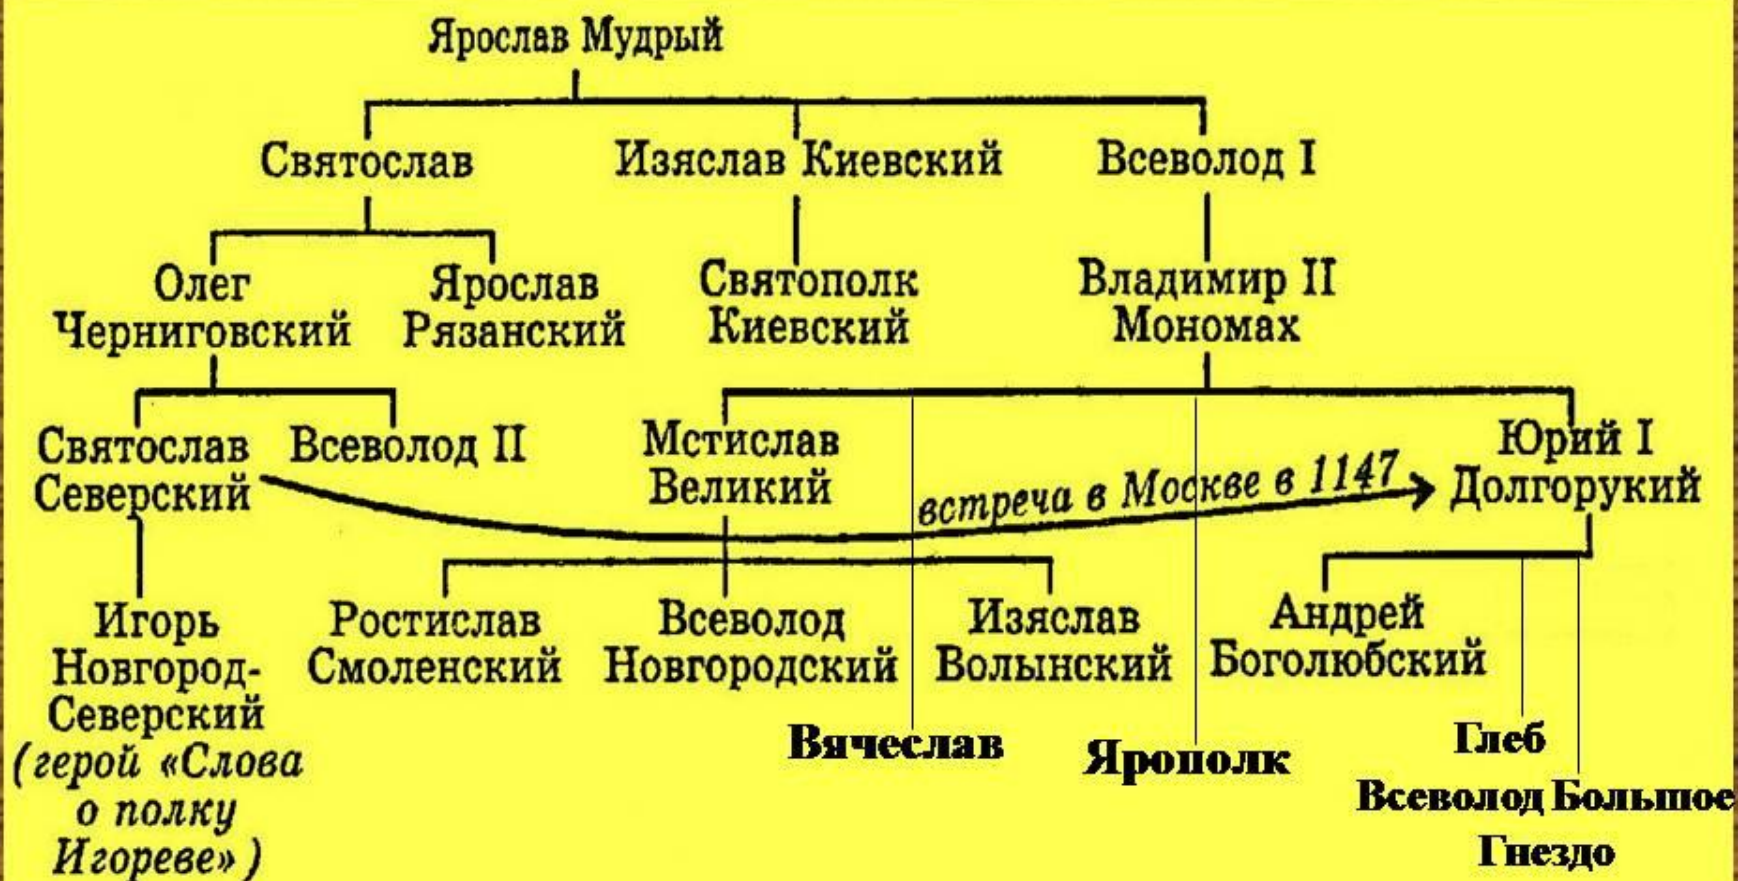 Ярослав Мудрый
Святослав Изяслав Киевский Всеволод I
Олег
Черниговский
Ярослав
Рязанский
Святополк
Киевский
Владимир II
Мономах
Святослав
Северский
Всеволод II
Мстислав
Великий
встреча в Москве в 1147
Юрий I
Долгорукий
Игорь
Новгород-
Северский
(герой «Слова
о полку
Игореве»)
Ростислав
Смоленский
Всеволод
Новгородский
Изяслав
Волынский
Андрей
Боголюбский
Вячеслав
Ярополк
Глеб
Всеволод Большое
Гнездо